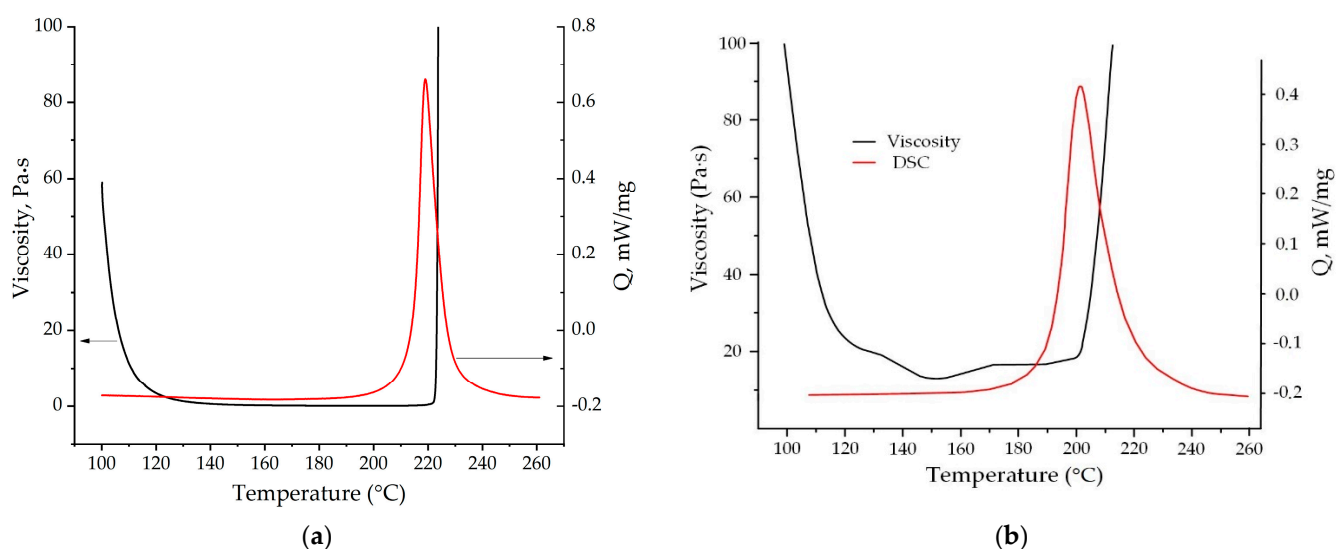 100
80
60
40
20
0
Viscosity, Pa·s
0.8
0.6
0.4
0.2
0.0
-0.2
Q, mW/mg
100 120 140 160 180 200 220 240 260
Temperature (°C)
(a)
100
80
60
40
20
Viscosity (Pa·s)
Viscosity
DSC
0.4
0.3
0.2
0.1
0.0
-0.1
-0.2
Q, mW/mg
100 120 140 160 180 200 220 240 260
Temperature (°C)
(b)